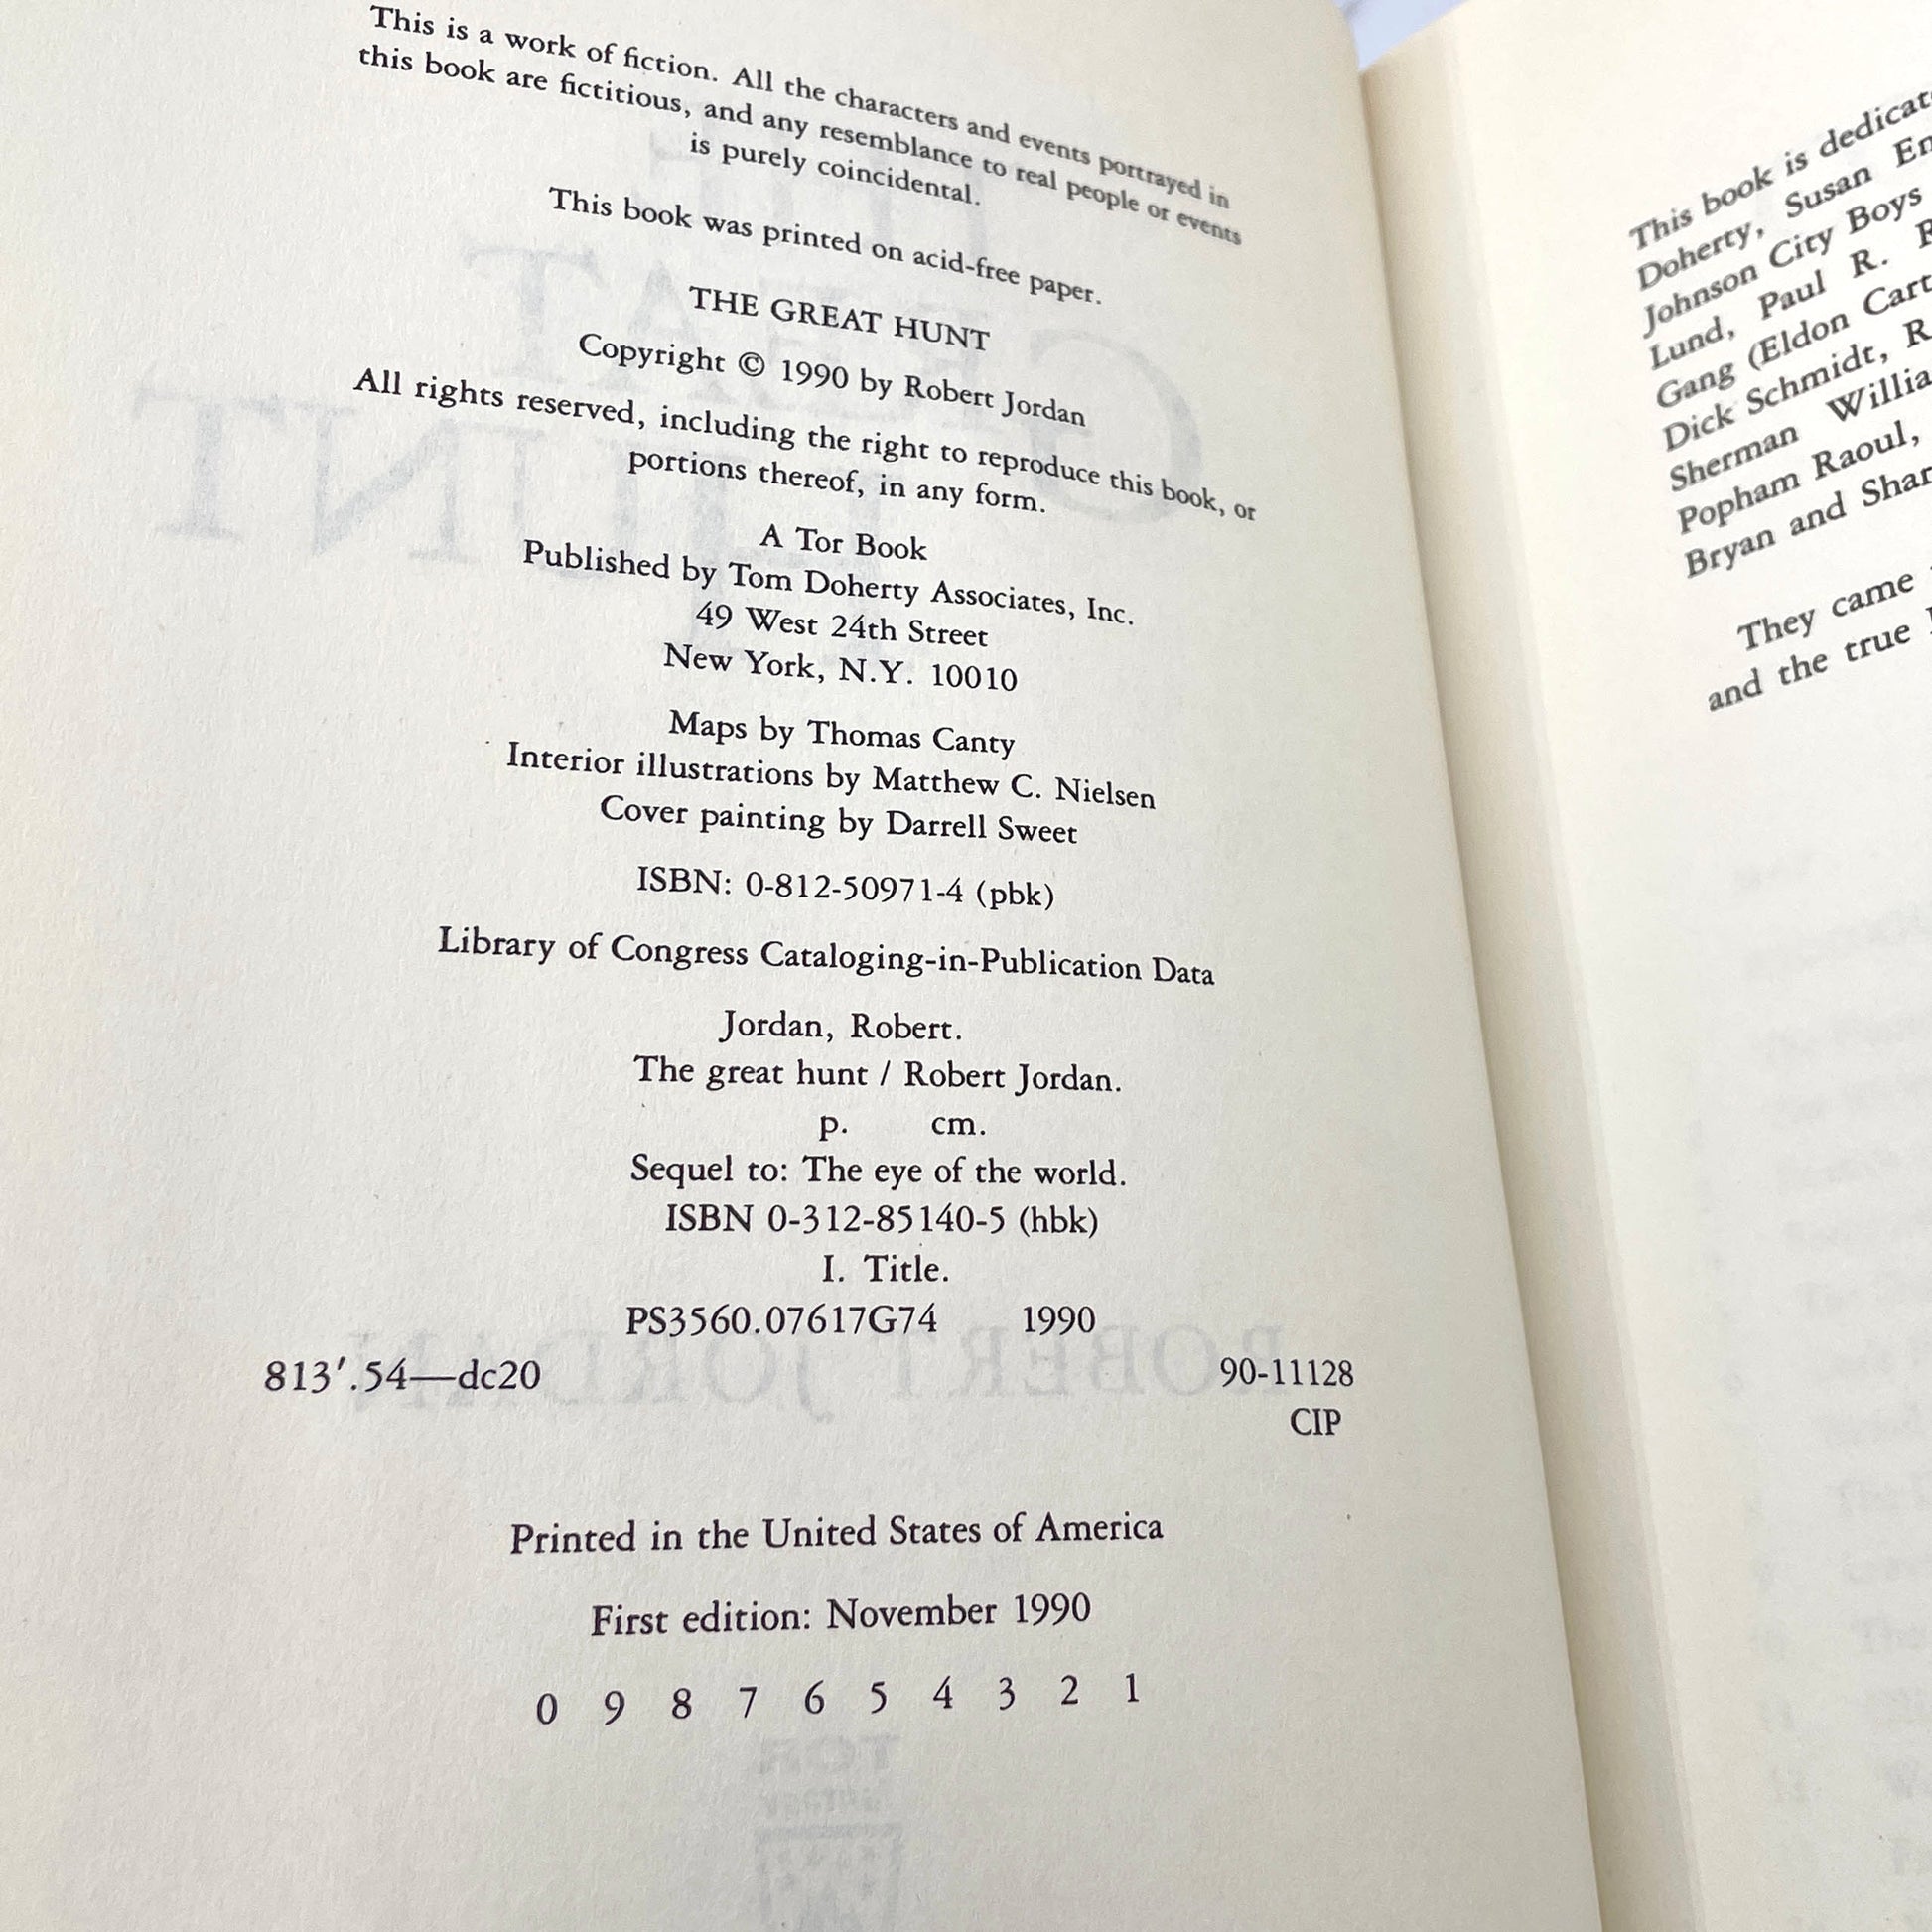 This is a work of fiction. All the characters and events portrayed in
this book are fictitious, and any resemblance to real people or events
is purely coincidental.
This book was printed on acid-free paper.
THE GREAT HUNT
Copyright © 1990 by Robert Jordan
All rights reserved, including the right to reproduce this book, or
portions thereof, in any form.
A Tor Book
Published by Tom Doherty Associates, Inc.
49 West 24th Street
New York, N.Y. 10010
Maps by Thomas Canty
Interior illustrations by Matthew C. Nielsen
Cover painting by Darrell Sweet
ISBN: 0-812-50971-4 (pbk)
Library of Congress Cataloging-in-Publication Data
Jordan, Robert.
The great hunt / Robert Jordan.
p. cm.
Sequel to: The eye of the world.
ISBN 0-312-85140-5 (hbk)
I. Title.
PS3560.07617G74 1990
813′.54—dc20 90-11128
CIP
Printed in the United States of America
First edition: November 1990
0 9 8 7 6 5 4 3 2 1
This book is
Doherty, Susan
Johnson City Boys
Lund, Paul R.
Gang (Eldon
Dick Schmidt,
Sherman
Popham Raoul,
Bryan and
They came
and the true